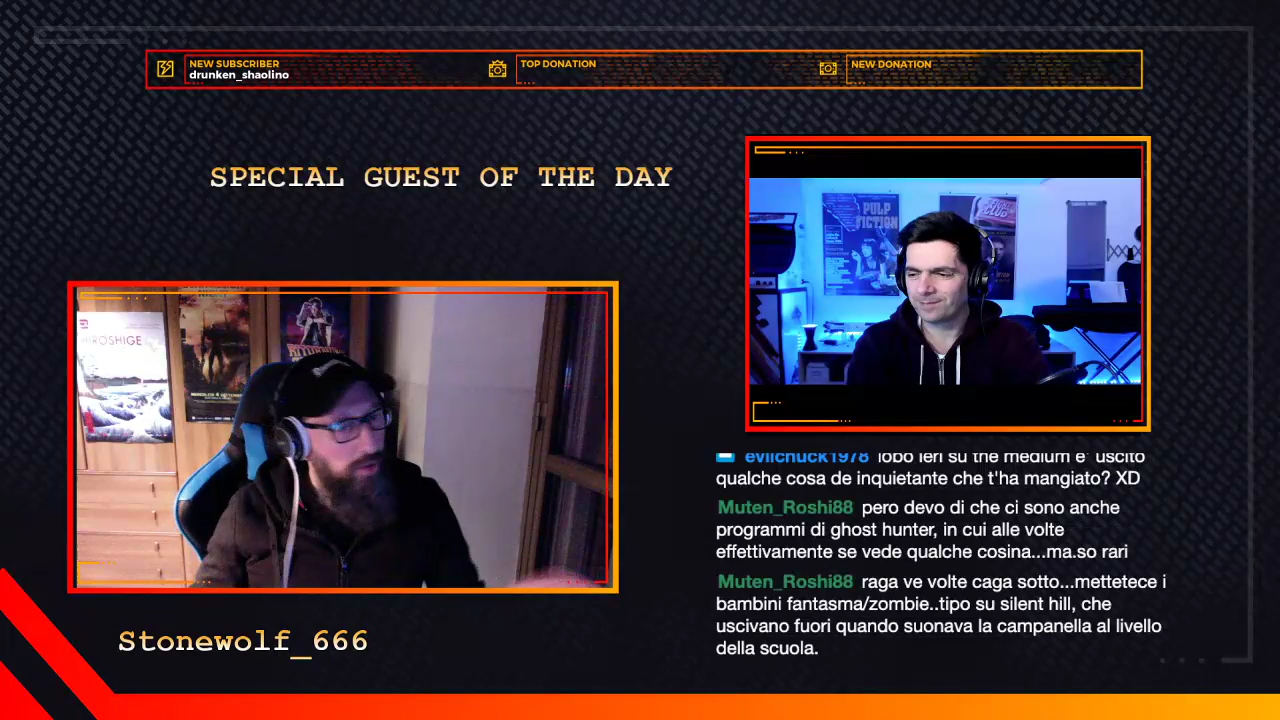 NEW SUBSCRIBER
drunken_shaolino
TOP DONATION
NEW DONATION
SPECIAL GUEST OF THE DAY
PULP
FICTION
CLUB
HIROSHIGE
Stonewolf_666
evilchuck1978 lobo ieri su the medium e' uscito
qualche cosa de inquietante che t'ha mangiato? XD
Muten_Roshi88 pero devo di che ci sono anche
programmi di ghost hunter, in cui alle volte
effettivamente se vede qualche cosina...ma.so rari
Muten_Roshi88 raga ve volte caga sotto...mettetece i
bambini fantasma/zombie..tipo su silent hill, che
uscivano fuori quando suonava la campanella al livello
della scuola.